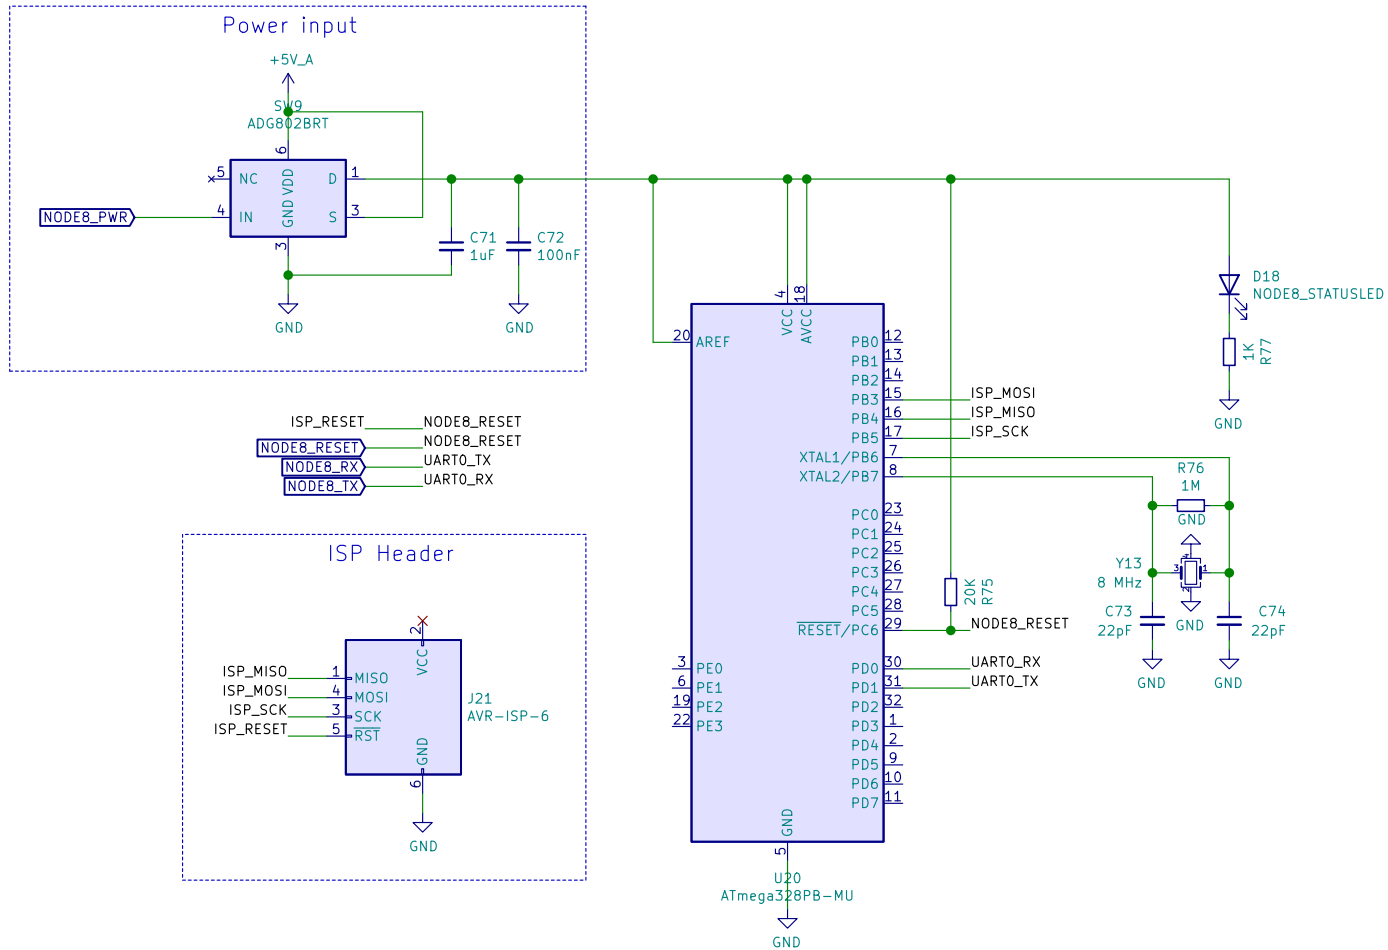 Power input
+5V_A
SW9
ADG802BRT
6
5
NC
VDD
D
1
NODE8_PWR
4
IN
GND
S
3
3
C71
1uF
C72
100nF
GND
GND
ISP_RESET
NODE8_RESET
NODE8_RESET
NODE8_RESET
NODE8_RX
UART0_TX
NODE8_TX
UART0_RX
ISP Header
2
VCC
ISP_MISO
1
MISO
ISP_MOSI
4
MOSI
ISP_SCK
3
SCK
ISP_RESET
5
RST
GND
6
J21
AVR-ISP-6
GND
4
18
VCC
AVCC
20
AREF
PB0
12
PB1
13
PB2
14
PB3
15
ISP_MOSI
PB4
16
ISP_MISO
PB5
17
ISP_SCK
XTAL1/PB6
7
XTAL2/PB7
8
PC0
23
PC1
24
PC2
25
PC3
26
PC4
27
PC5
28
RESET/PC6
29
NODE8_RESET
3
PE0
6
PE1
19
PE2
22
PE3
PD0
30
UART0_RX
PD1
31
UART0_TX
PD2
32
PD3
1
PD4
2
PD5
9
PD6
10
PD7
11
GND
5
U20
ATmega328PB-MU
GND
20K
R75
D18
NODE8_STATUSLED
1K
R77
GND
R76
1M
GND
Y13
8 MHz
4
3
1
2
GND
C73
22pF
C74
22pF
GND
GND